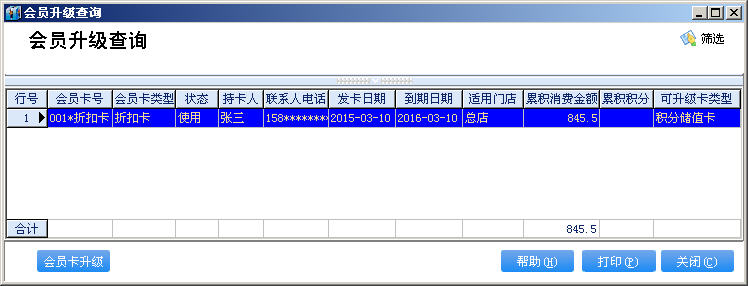 会员升级查询
会员升级查询
筛选
行号 会员卡号 会员卡类型 状态 持卡人 联系人电话 发卡日期 到期日期 适用门店 累积消费金额 累积积分 可升级卡类型
1 001*折扣卡 折扣卡 使用 张三 158******** 2015-03-10 2016-03-10 总店 845.5 积分储值卡
合计 845.5
会员卡升级 帮助(H) 打印(P) 关闭(C)